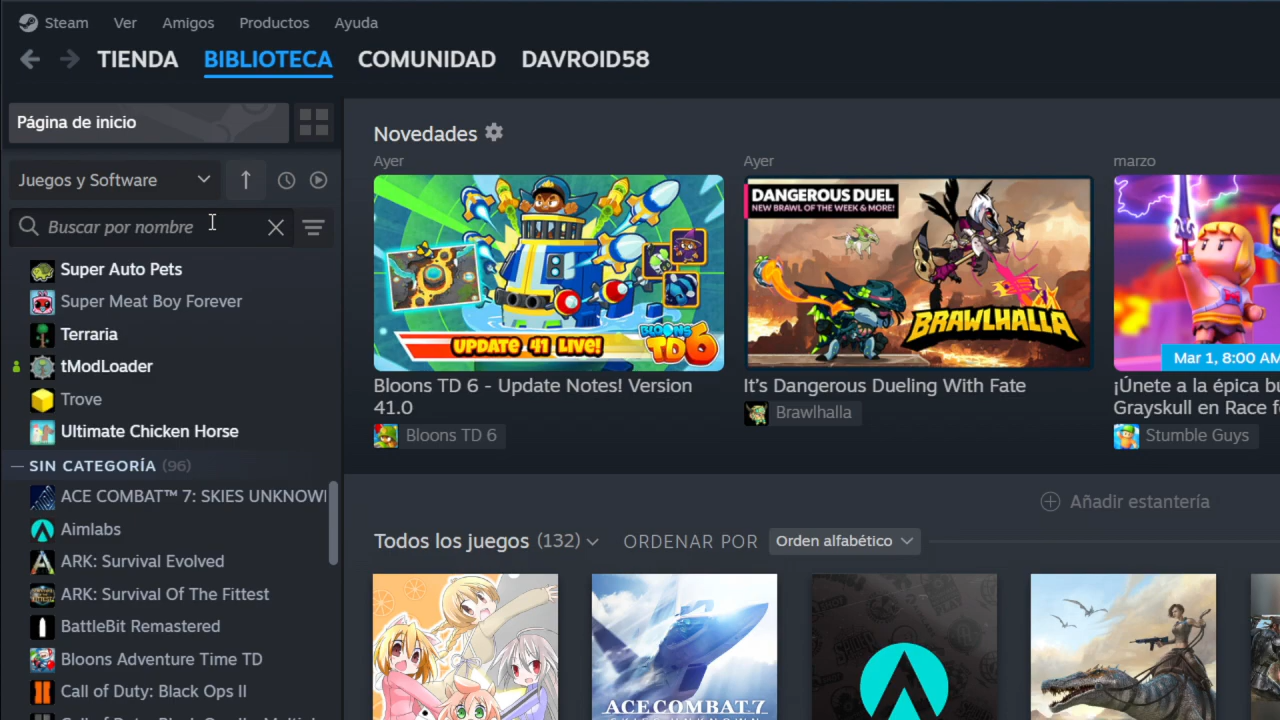 Steam Ver Amigos Productos Ayuda
TIENDA BIBLIOTECA COMUNIDAD DAVROID58
Página de inicio
Juegos y Software
Buscar por nombre
Super Auto Pets
Super Meat Boy Forever
Terraria
tModLoader
Trove
Ultimate Chicken Horse
— SIN CATEGORÍA (96)
ACE COMBAT™ 7: SKIES UNKNOW
Aimlabs
ARK: Survival Evolved
ARK: Survival Of The Fittest
BattleBit Remastered
Bloons Adventure Time TD
Call of Duty: Black Ops II
Novedades
Ayer
UPDATE 41 LIVE!
BLOONS TD 6
Bloons TD 6 - Update Notes! Version
41.0
Bloons TD 6
Ayer
DANGEROUS DUEL
NEW BRAWL OF THE WEEK & MORE!
BRAWLHALLA
It's Dangerous Dueling With Fate
Brawlhalla
marzo
Mar 1, 8:00 AM
¡Únete a la épica bu
Grayskull en Race f
Stumble Guys
Añadir estantería
Todos los juegos (132) ORDENAR POR Orden alfabético
ACE COMBAT 7